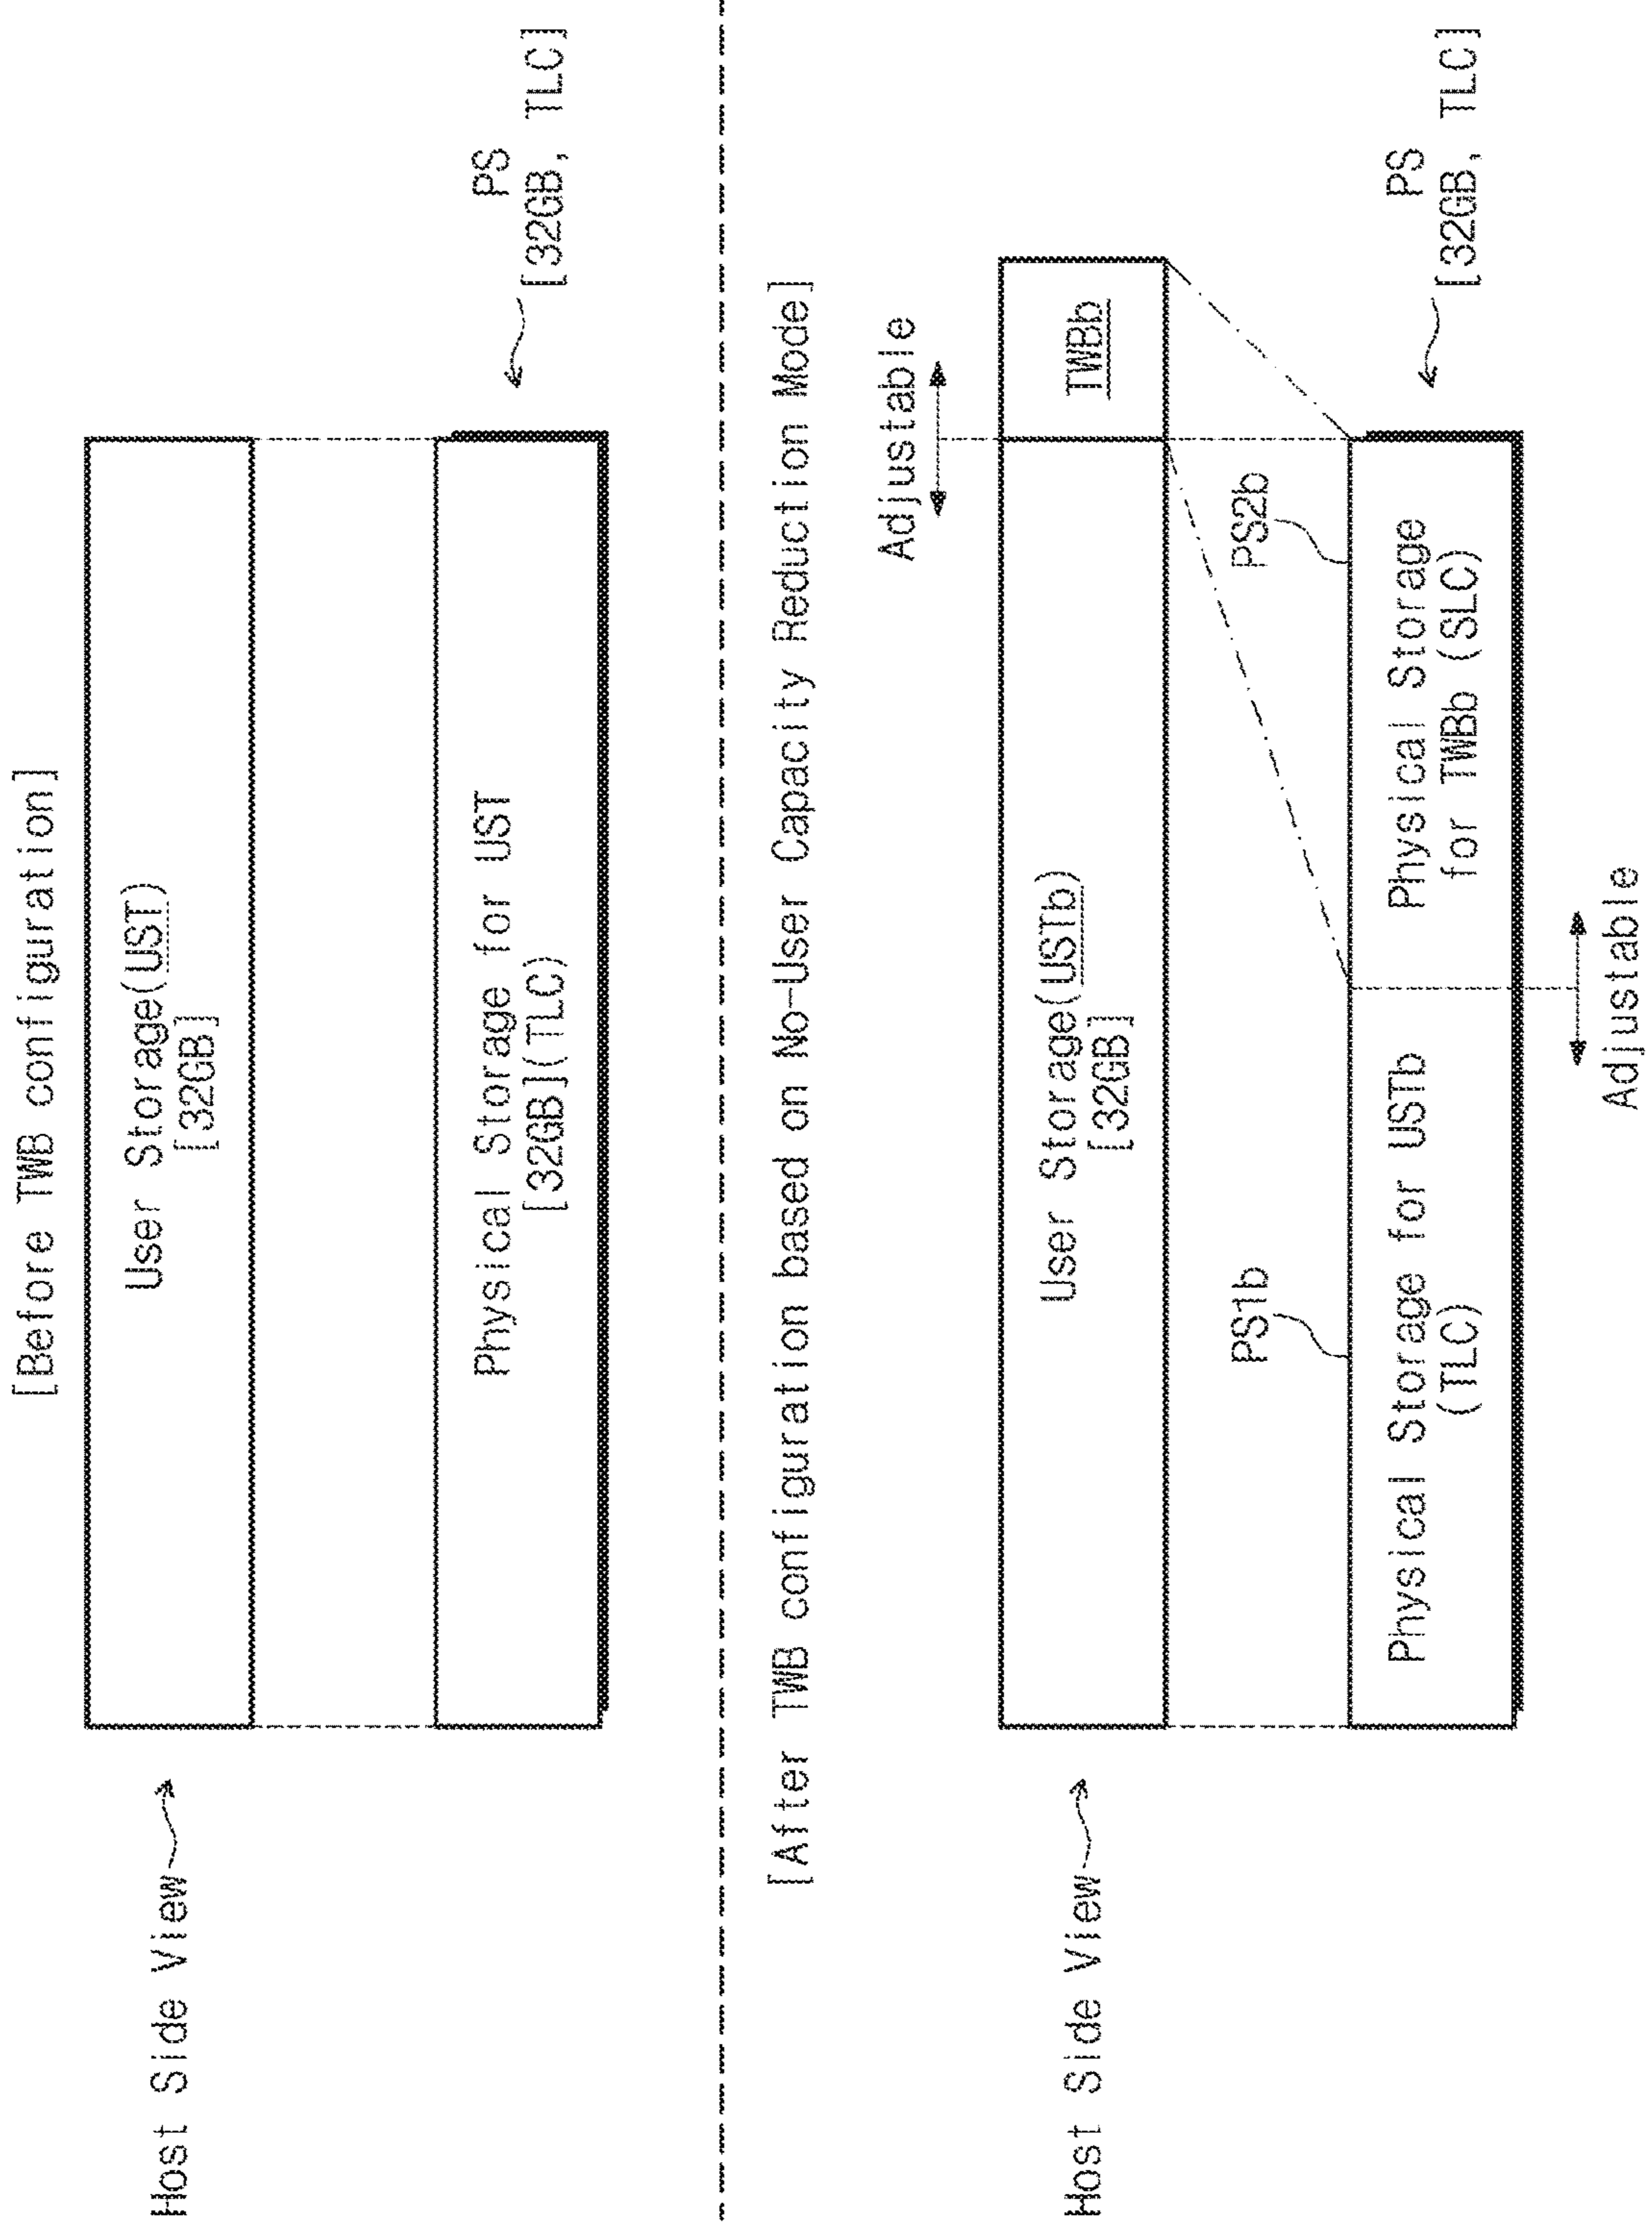 [Before TWB configuration]
Host Side View
User Storage(UST)
[32GB]
Physical Storage for UST
[32GB](TLC)
PS
[32GB, TLC]
[After TWB configuration based on No-User Capacity Reduction Mode]
Adjustable
Host Side View
User Storage(USTb)
[32GB]
TWBb
PS1b
PS2b
Physical Storage for USTb
(TLC)
Physical Storage
for TWBb (SLC)
PS
[32GB, TLC]
Adjustable